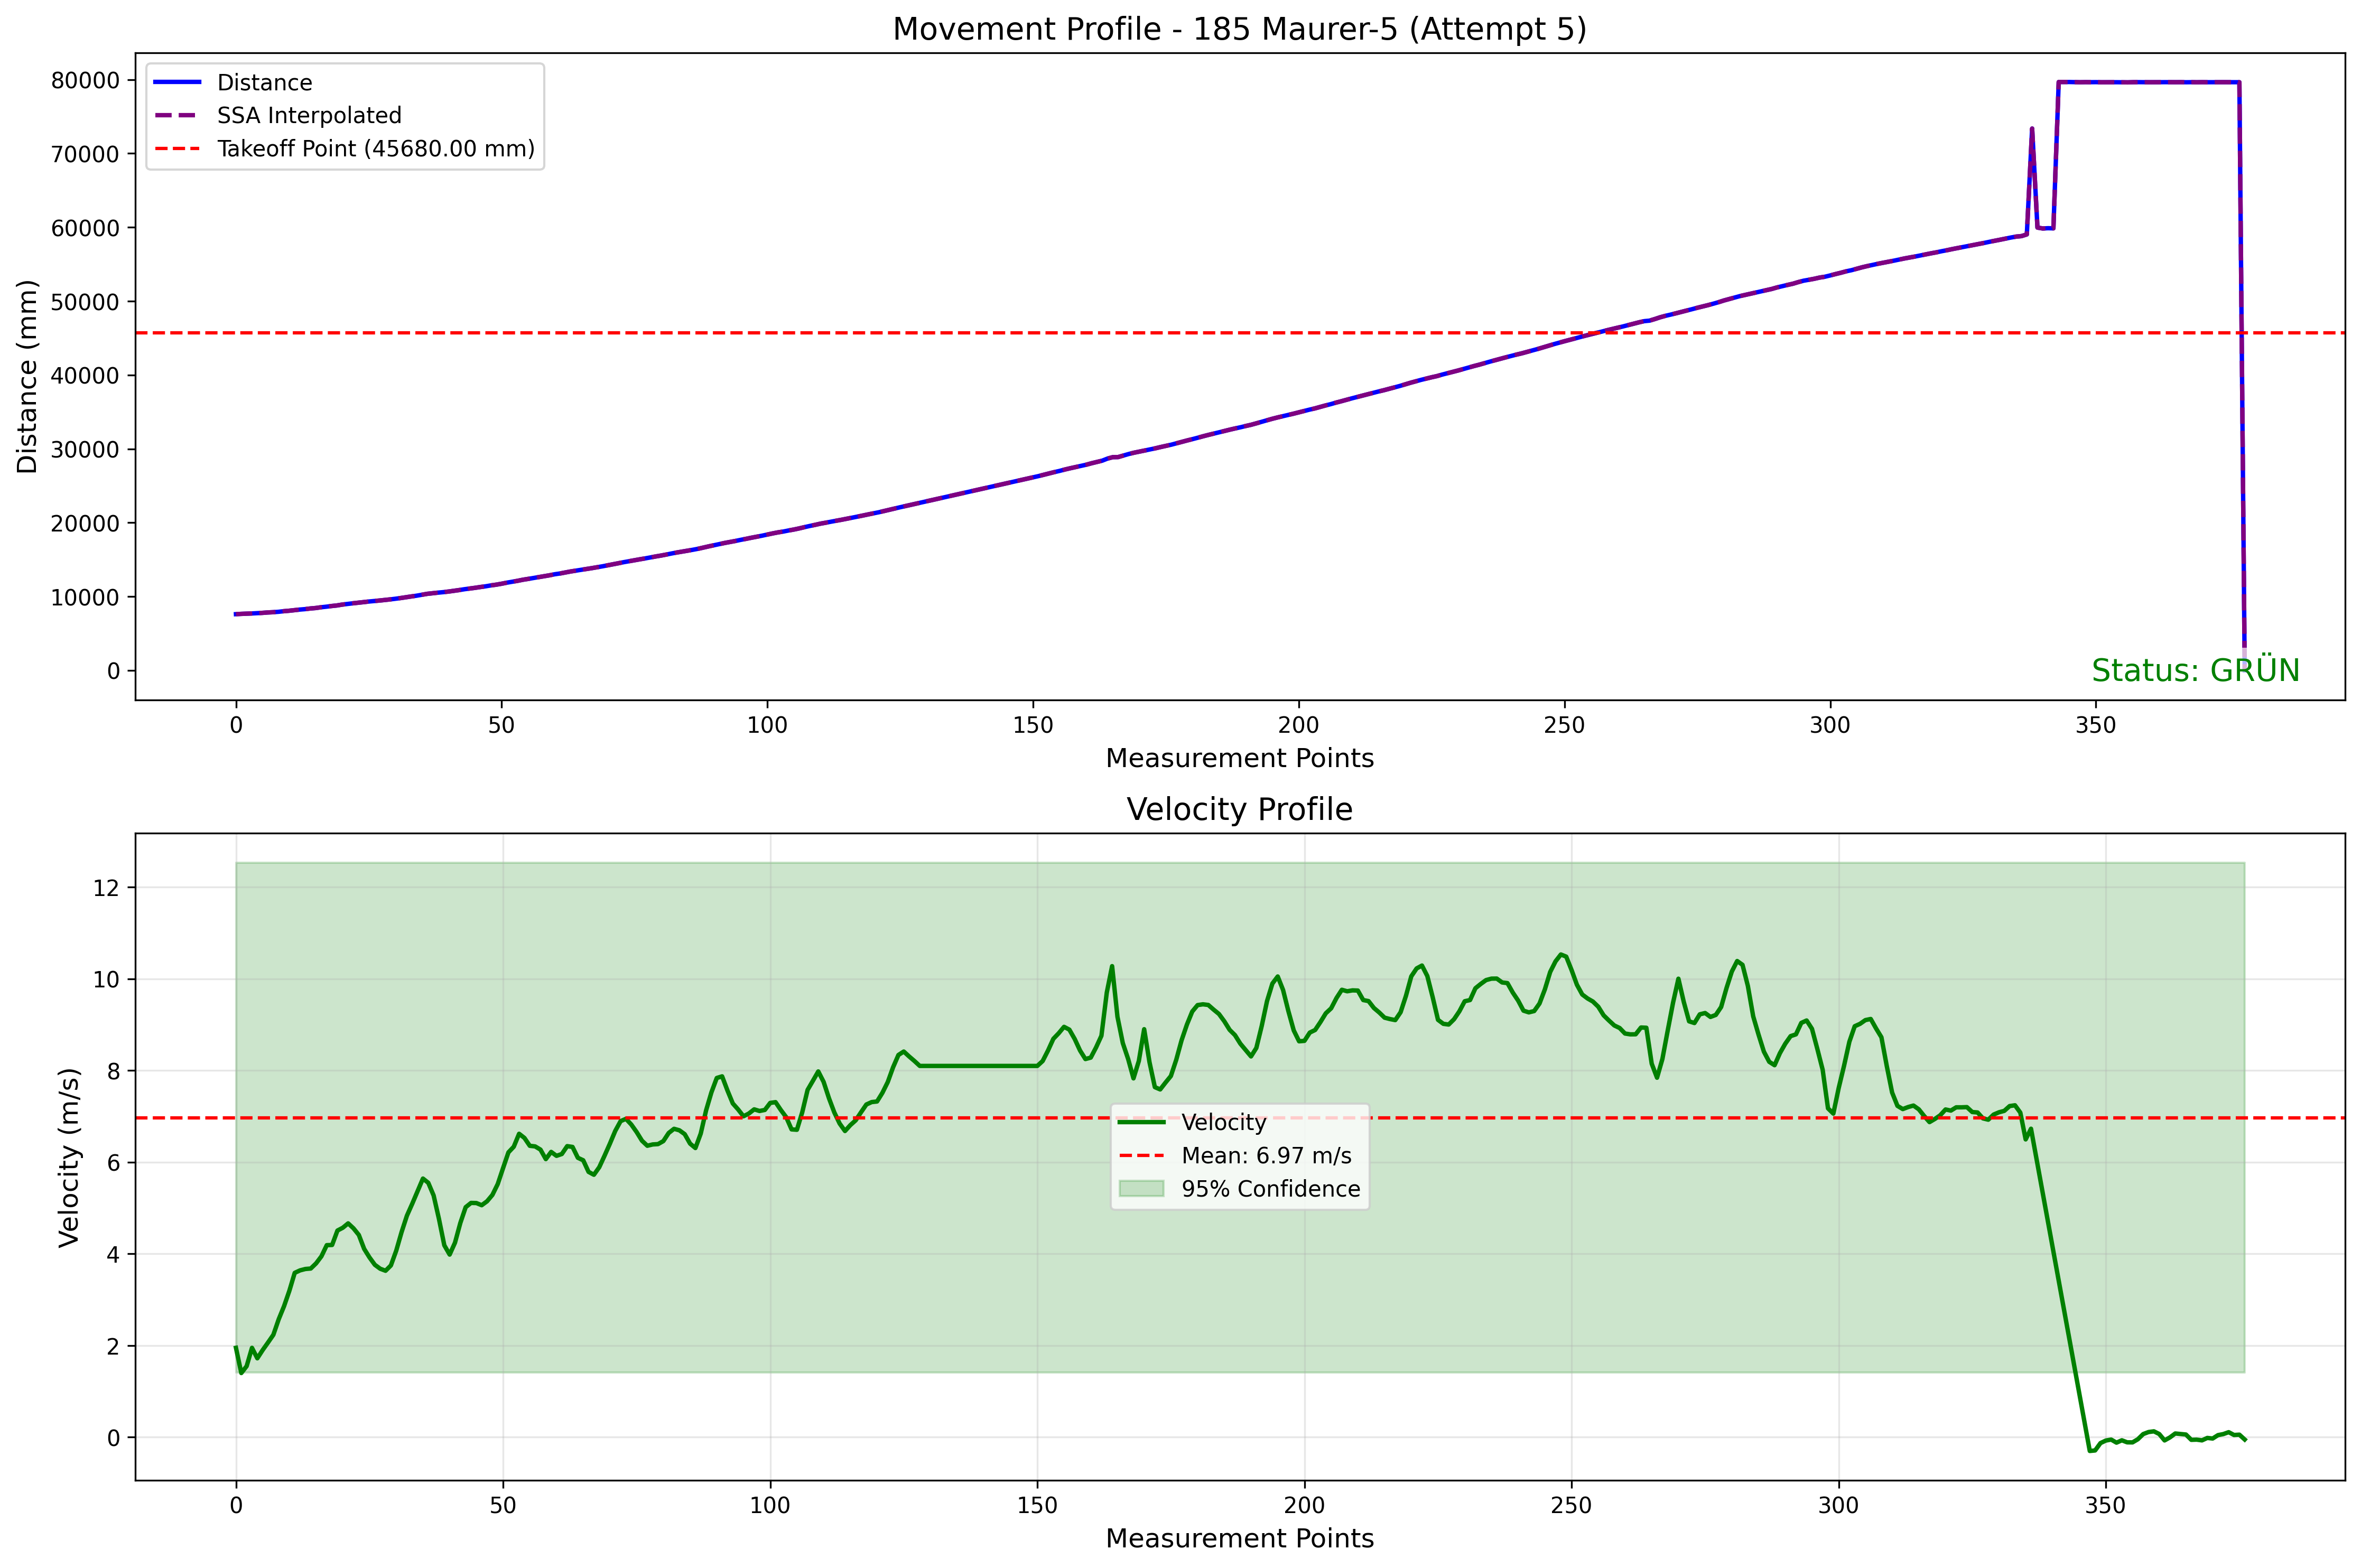 Movement Profile - 185 Maurer-5 (Attempt 5)
Distance
SSA Interpolated
Takeoff Point (45680.00 mm)
Distance (mm)
80000
70000
60000
50000
40000
30000
20000
10000
0
Status: GRÜN
0 50 100 150 200 250 300 350
Measurement Points
Velocity Profile
Velocity (m/s)
12
10
8
6
4
2
0
Velocity
Mean: 6.97 m/s
95% Confidence
0 50 100 150 200 250 300 350
Measurement Points